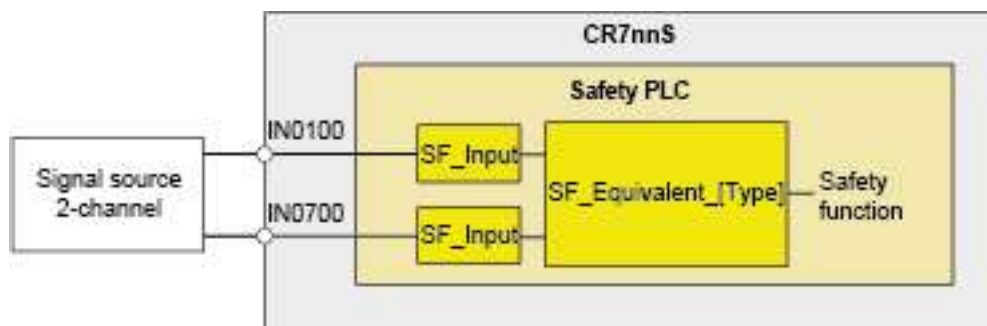 CR7nnS
Safety PLC
IN0100
SF_Input
Signal source
2-channel
SF_Equivalent_[Type]
Safety
function
IN0700
SF_Input